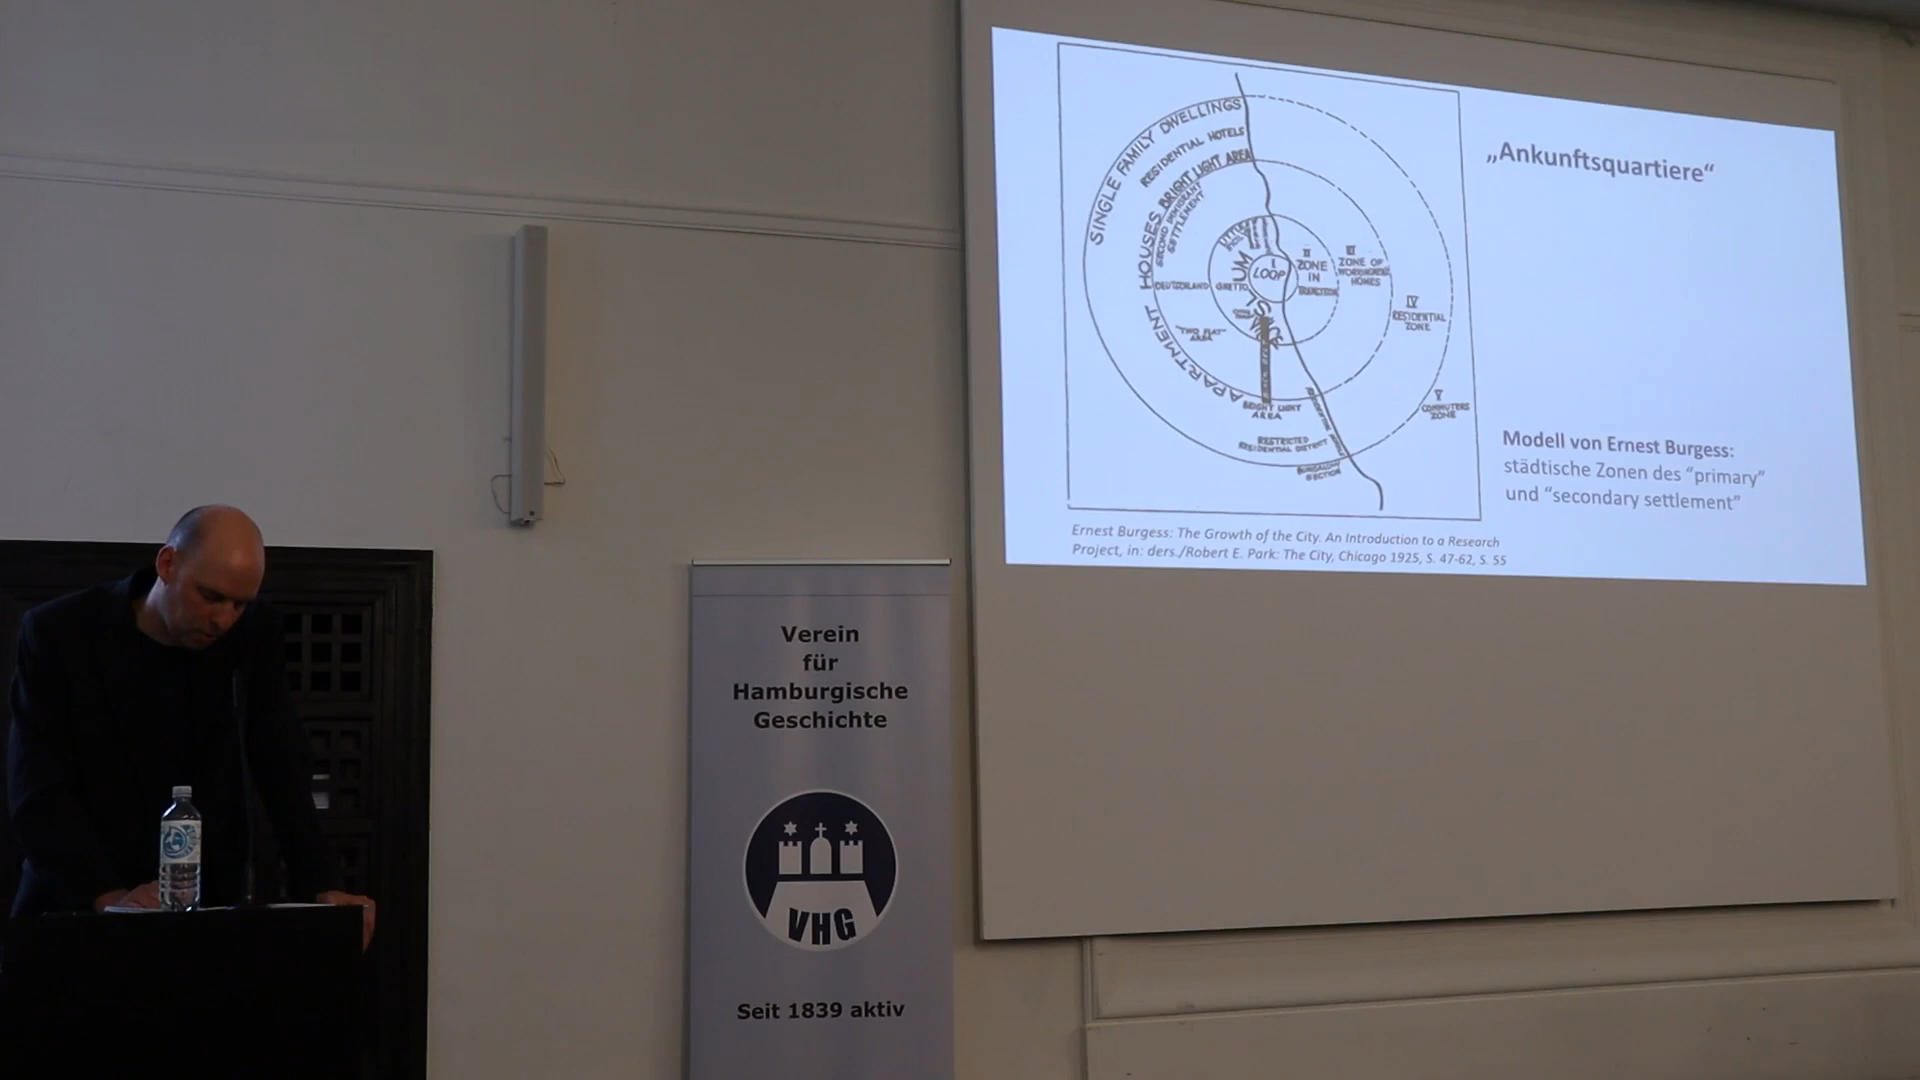 „Ankunftsquartiere“
SINGLE FAMILY DWELLINGS
RESIDENTIAL HOTELS
BRIGHT LIGHT AREA
SECOND IMMIGRANT
SETTLEMENT
APARTMENT HOUSES
DEUTSCHLAND
GHETTO
SLUM
"TWO FLAT"
AREA
I
LOOP
II
ZONE
IN
TRANSITION
III
ZONE OF
WORKINGMEN'S
HOMES
IV
RESIDENTIAL
ZONE
V
COMMUTERS
ZONE
BRIGHT LIGHT
AREA
RESTRICTED
RESIDENTIAL DISTRICT
BUNGALOW
SECTION
Modell von Ernest Burgess:
städtische Zonen des “primary”
und “secondary settlement”
Ernest Burgess: The Growth of the City. An Introduction to a Research
Project, in: ders./Robert E. Park: The City, Chicago 1925, S. 47-62, S. 55
Verein
für
Hamburgische
Geschichte
VHG
Seit 1839 aktiv